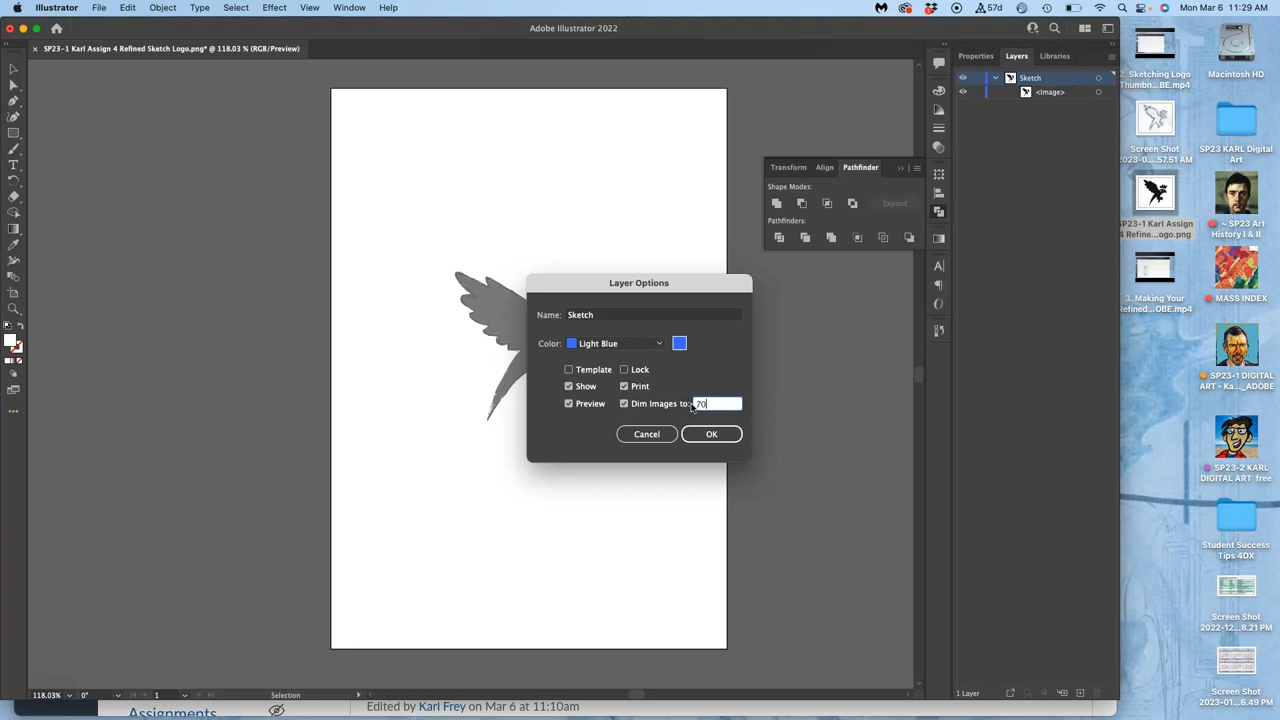 Illustrator File Edit Object Type Select Effect View Window Help
57d
Mon Mar 6 11:29 AM
Adobe Illustrator 2022
× SP23-1 Karl Assign 4 Refined Sketch Logo.png* @ 118.03 % (RGB/Preview)
Properties Layers Libraries
Sketch
<Image>
Transform Align Pathfinder
Shape Modes:
Expand
Pathfinders:
Layer Options
Name: Sketch
Color: Light Blue
Template Lock
Show Print
Preview Dim Images to: 70
Cancel OK
118.03% 0° 1 Selection
1 Layer
Assignments
Edited by Karl Frey on Mar 6 at 11:10am
2. Sketching Logo
Thumbn...BE.mp4
Macintosh HD
Screen Shot
2023-0....57.51 AM
SP23 KARL Digital
Art
SP23-1 Karl Assign
4 Refine...ogo.png
~ SP23 Art
History I & II
3. Making Your
Refined...OBE.mp4
MASS INDEX
SP23-1 DIGITAL
ART - Ka..._ADOBE
SP23-2 KARL
DIGITAL ART free
Student Success
Tips 4DX
Screen Shot
2022-12...8.21 PM
Screen Shot
2023-01...6.49 PM